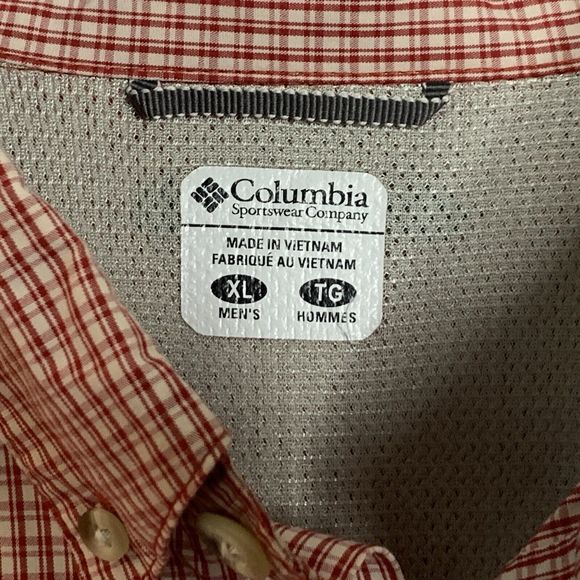 Columbia
Sportswear Company
MADE IN VIETNAM
FABRIQUÉ AU VIETNAM
XL TG
MEN'S HOMMES